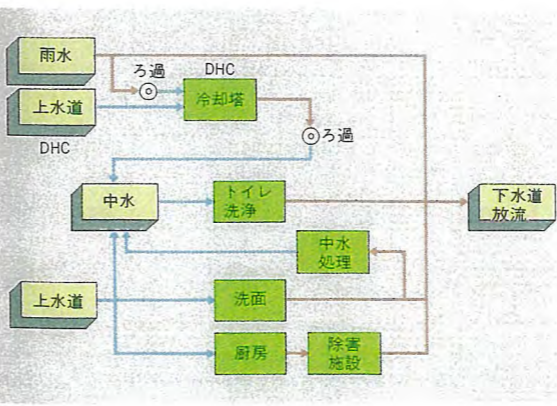 雨水
ろ過
DHC
上水道
冷却塔
DHC
ろ過
中水
トイレ
洗浄
下水道
放流
中水
処理
上水道
洗面
厨房
除害
施設